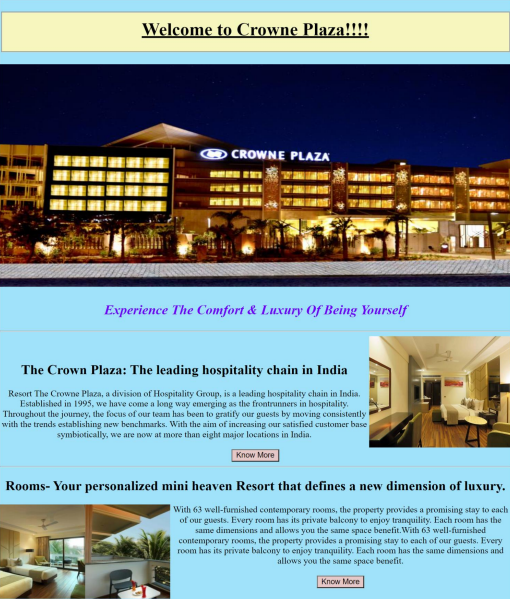 Welcome to Crowne Plaza!!!!
CROWNE PLAZA
Experience The Comfort & Luxury Of Being Yourself
The Crown Plaza: The leading hospitality chain in India
Resort The Crowne Plaza, a division of Hospitality Group, is a leading hospitality chain in India.
Established in 1995, we have come a long way emerging as the frontrunners in hospitality.
Throughout the journey, the focus of our team has been to gratify our guests by moving consistently
with the trends establishing new benchmarks. With the aim of increasing our satisfied customer base
symbiotically, we are now at more than eight major locations in India.
Know More
Rooms- Your personalized mini heaven Resort that defines a new dimension of luxury.
With 63 well-furnished contemporary rooms, the property provides a promising stay to each
of our guests. Every room has its private balcony to enjoy tranquility. Each room has the
same dimensions and allows you the same space benefit.With 63 well-furnished
contemporary rooms, the property provides a promising stay to each of our guests. Every
room has its private balcony to enjoy tranquility. Each room has the same dimensions and
allows you the same space benefit.
Know More